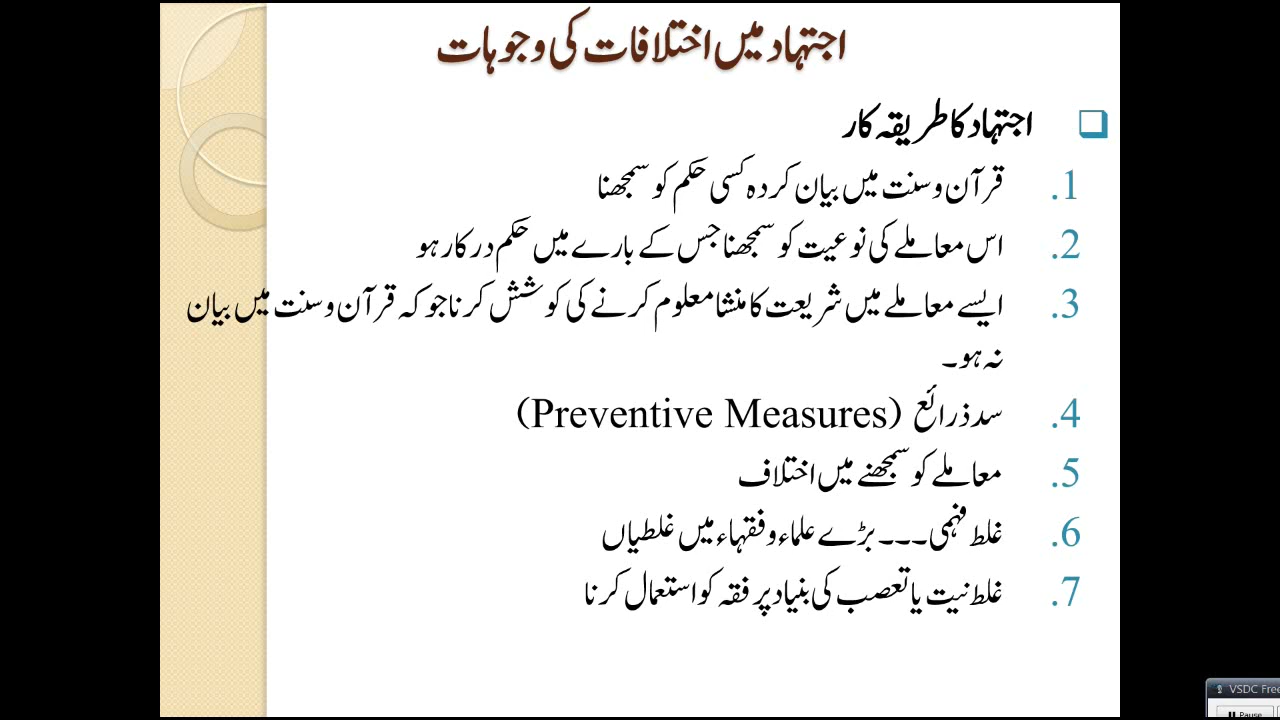 اجتہاد میں اختلافات کی وجوہات
❑ اجتہاد کا طریقہ کار
1. قرآن و سنت میں بیان کردہ کسی حکم کو سمجھنا
2. اس معاملے کی نوعیت کو سمجھنا جس کے بارے میں حکم درکار ہو
3. ایسے معاملے میں شریعت کا منشا معلوم کرنے کی کوشش کرنا جو کہ قرآن و سنت میں بیان
نہ ہو۔
4. سد ذرائع (Preventive Measures)
5. معاملے کو سمجھنے میں اختلاف
6. غلط فہمی۔۔۔ بڑے علماء و فقہاء میں غلطیاں
7. غلط نیت یا تعصب کی بنیاد پر فقہ کو استعمال کرنا
VSDC Free
Pause